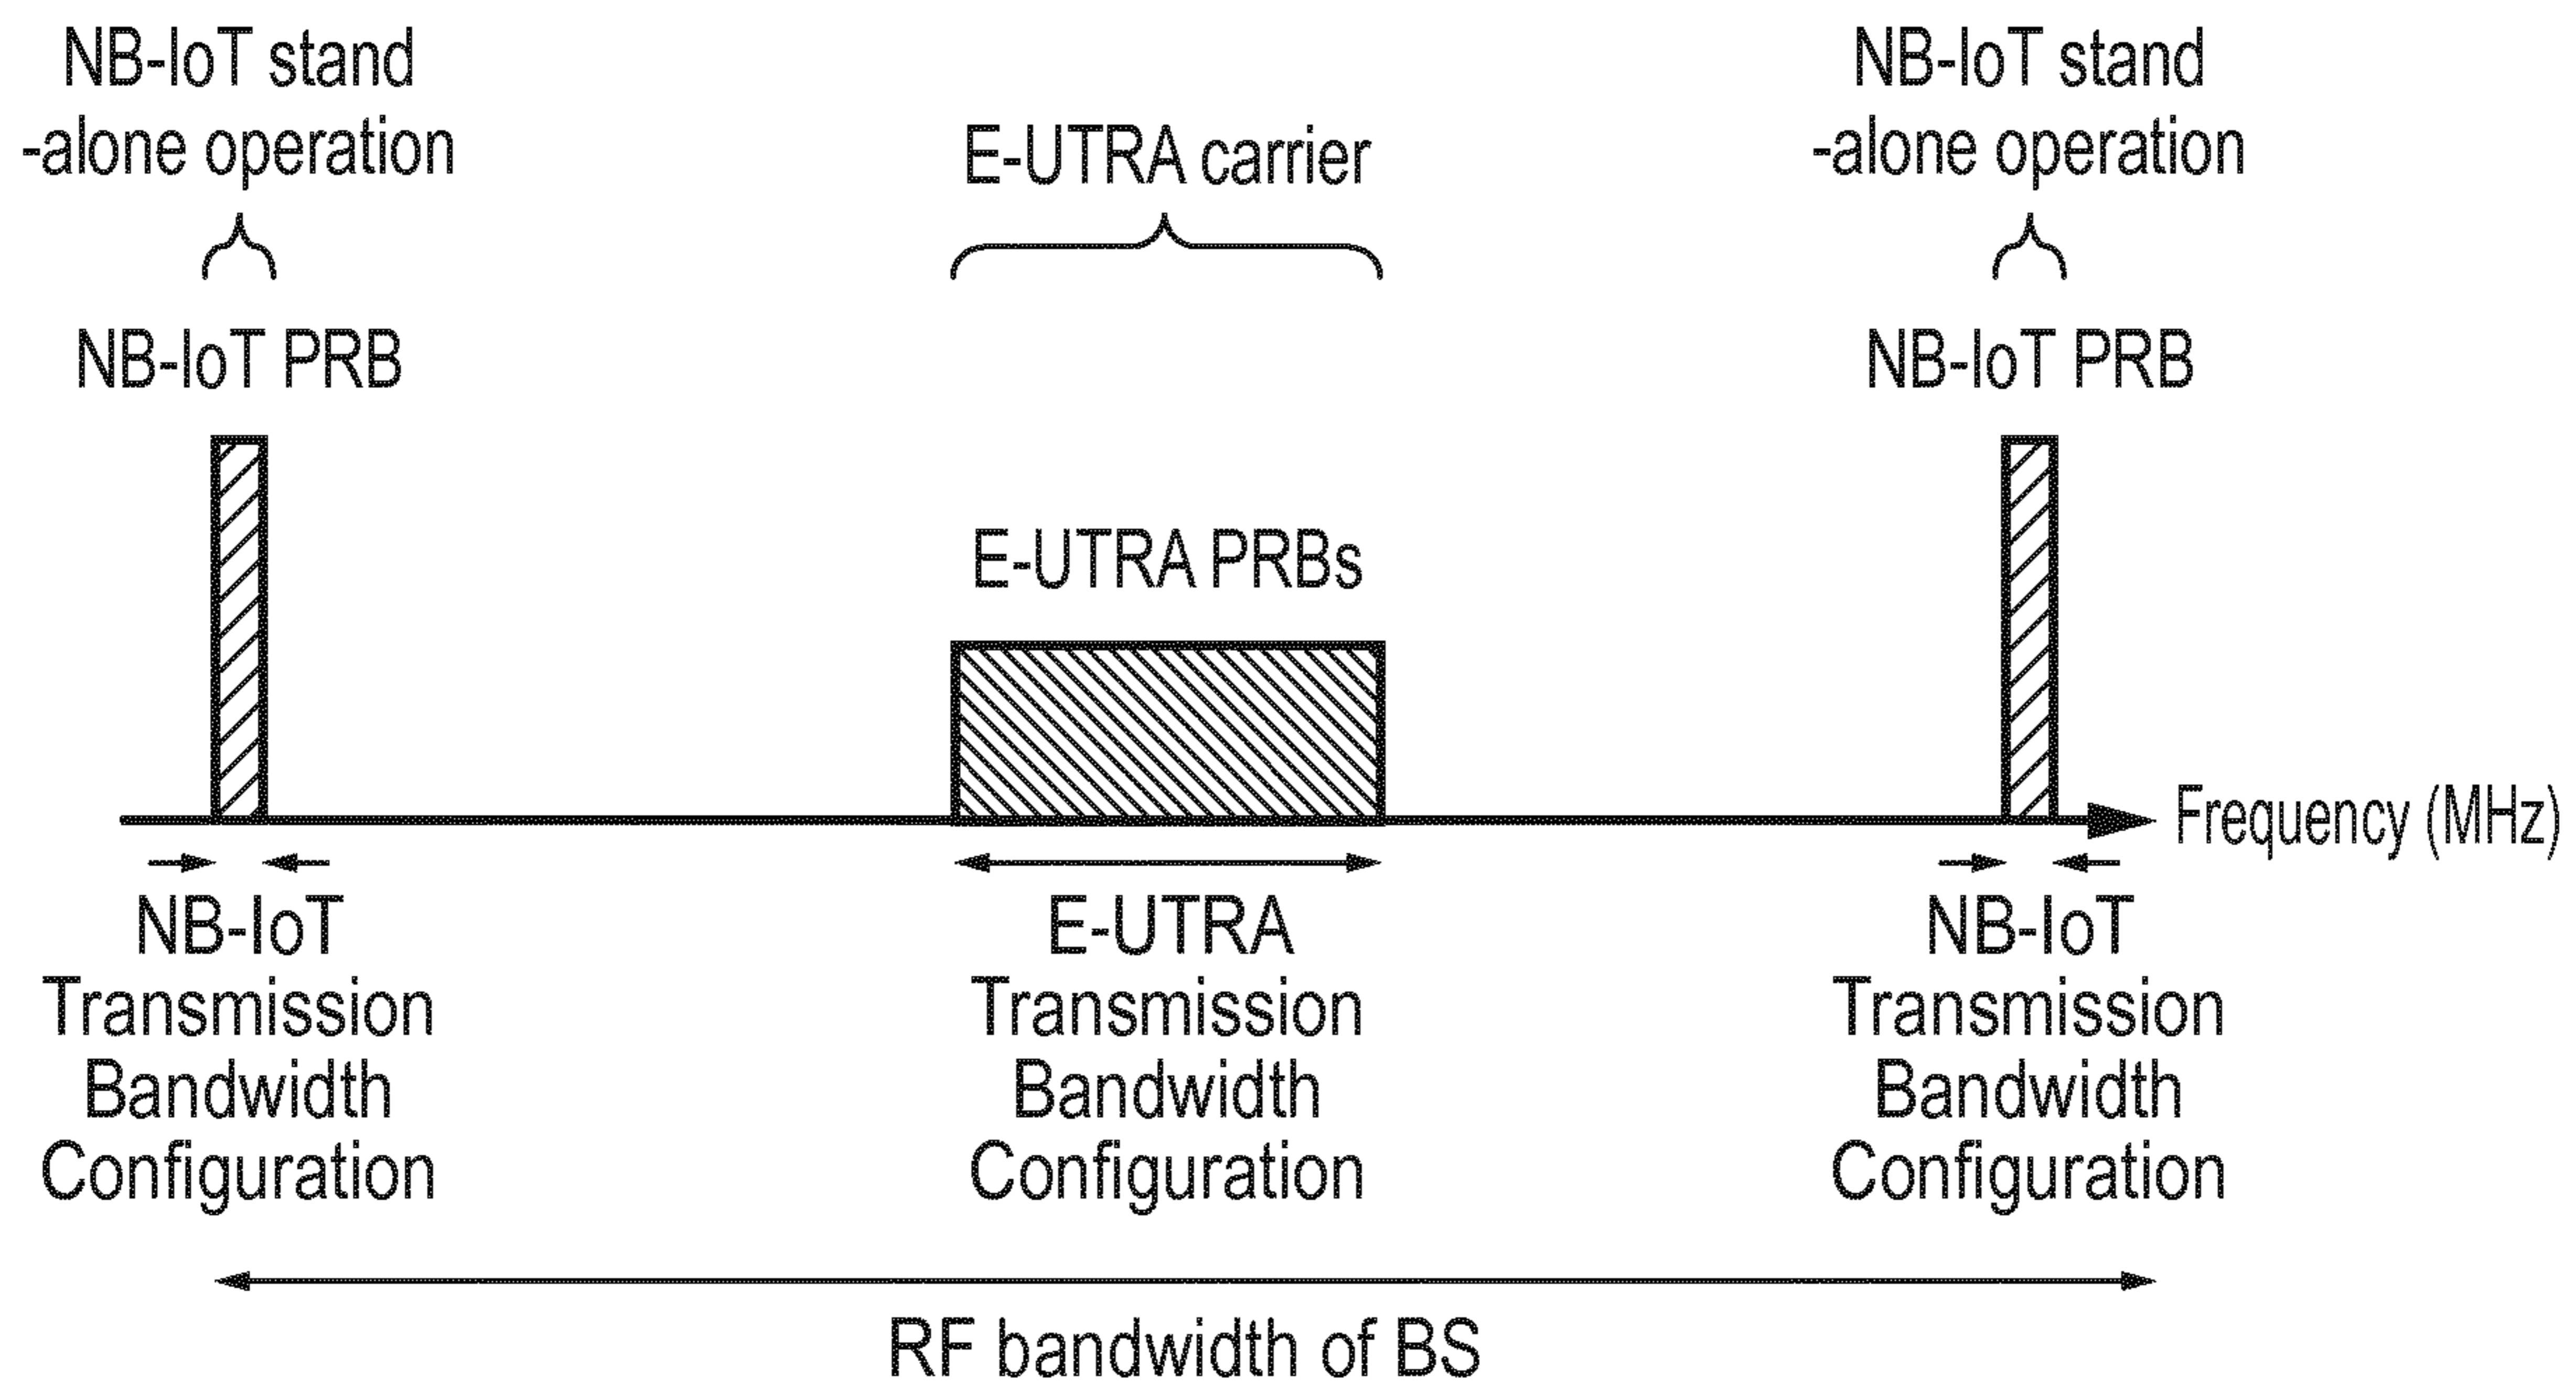 NB-IoT stand
-alone operation
E-UTRA carrier
NB-IoT stand
-alone operation
NB-IoT PRB
NB-IoT PRB
E-UTRA PRBs
Frequency (MHz)
NB-IoT
Transmission
Bandwidth
Configuration
E-UTRA
Transmission
Bandwidth
Configuration
NB-IoT
Transmission
Bandwidth
Configuration
RF bandwidth of BS